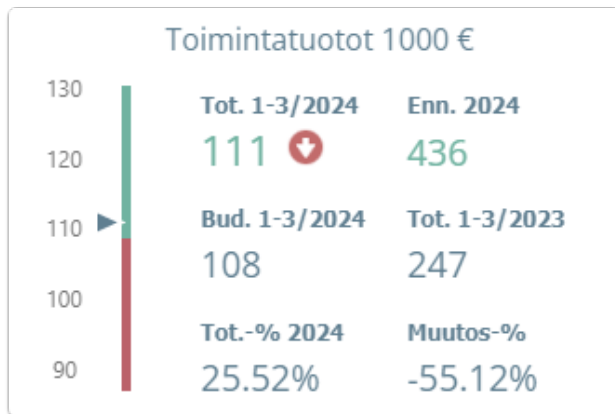 Toimintatuotot 1000 €
130
120
110
100
90
Tot. 1-3/2024 Enn. 2024
111 436
Bud. 1-3/2024 Tot. 1-3/2023
108 247
Tot.-% 2024 Muutos-%
25.52% -55.12%